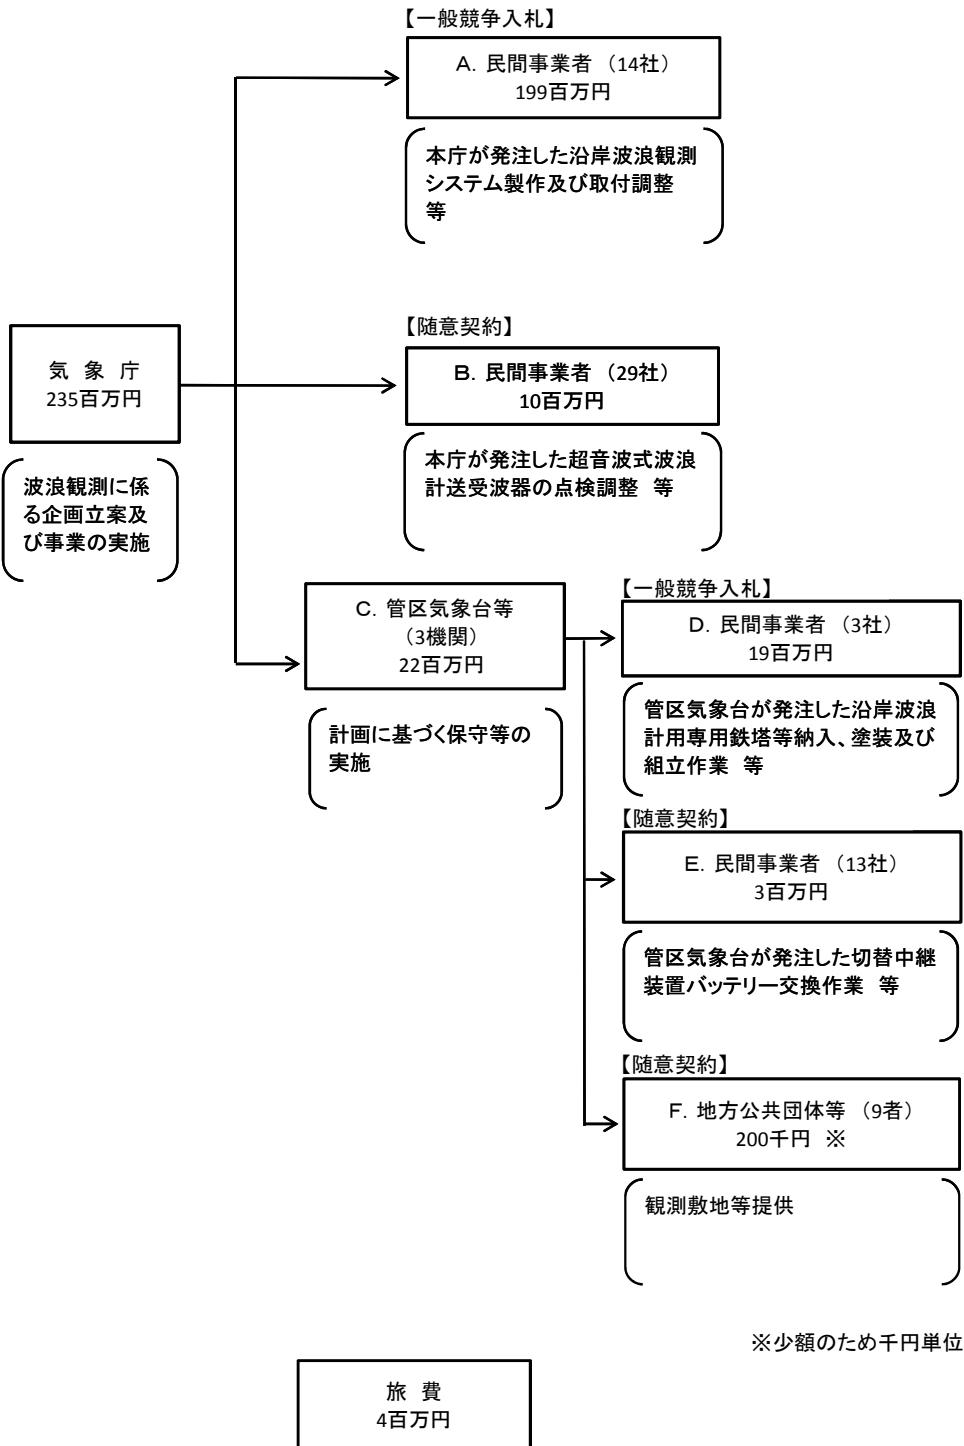 【一般競争入札】
A. 民間事業者 （14社）
199百万円
本庁が発注した沿岸波浪観測
システム製作及び取付調整
等
気 象 庁
235百万円
波浪観測に係
る企画立案及
び事業の実施
【随意契約】
B. 民間事業者 （29社）
10百万円
本庁が発注した超音波式波浪
計送受波器の点検調整 等
C. 管区気象台等
（3機関）
22百万円
計画に基づく保守等の
実施
【一般競争入札】
D. 民間事業者 （3社）
19百万円
管区気象台が発注した沿岸波浪
計用専用鉄塔等納入、塗装及び
組立作業 等
【随意契約】
E. 民間事業者 （13社）
3百万円
管区気象台が発注した切替中継
装置バッテリー交換作業 等
【随意契約】
F. 地方公共団体等 （9者）
200千円 ※
観測敷地等提供
※少額のため千円単位
旅 費
4百万円